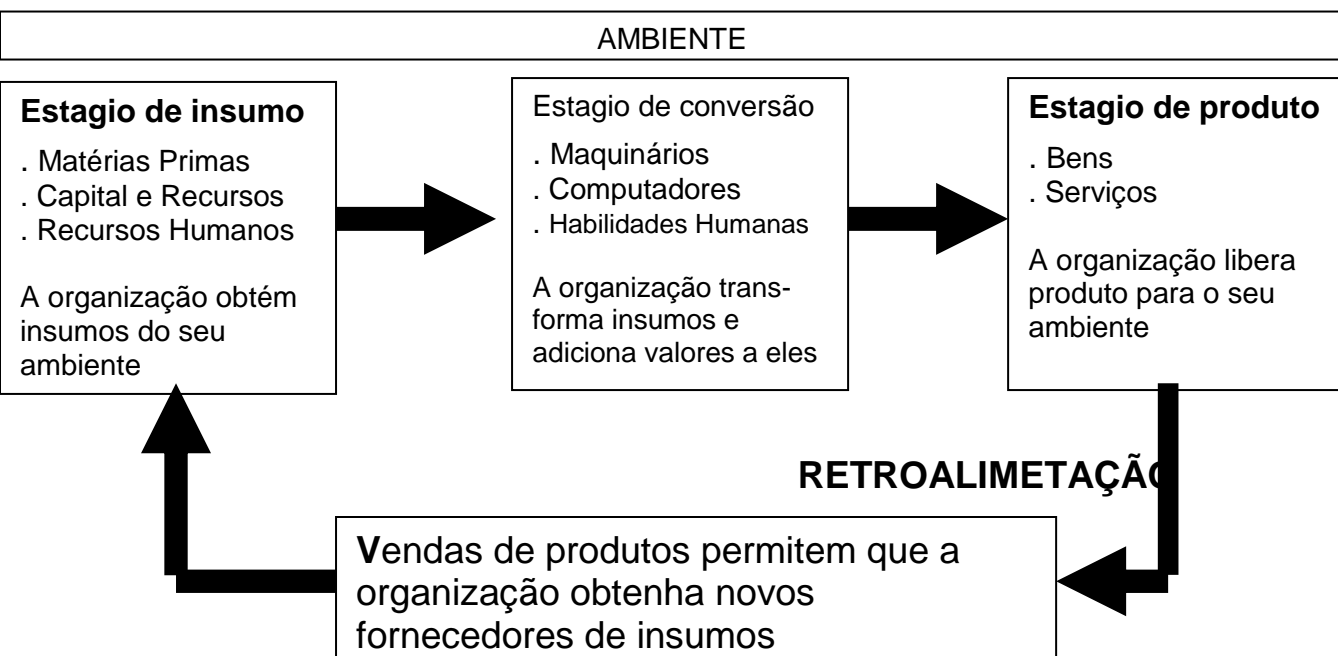 AMBIENTE
Estagio de insumo
. Matérias Primas
. Capital e Recursos
. Recursos Humanos
A organização obtém
insumos do seu
ambiente
Estagio de conversão
. Maquinários
. Computadores
. Habilidades Humanas
A organização trans-
forma insumos e
adiciona valores a eles
Estagio de produto
. Bens
. Serviços
A organização libera
produto para o seu
ambiente
RETROALIMETAÇÃO
Vendas de produtos permitem que a
organização obtenha novos
fornecedores de insumos